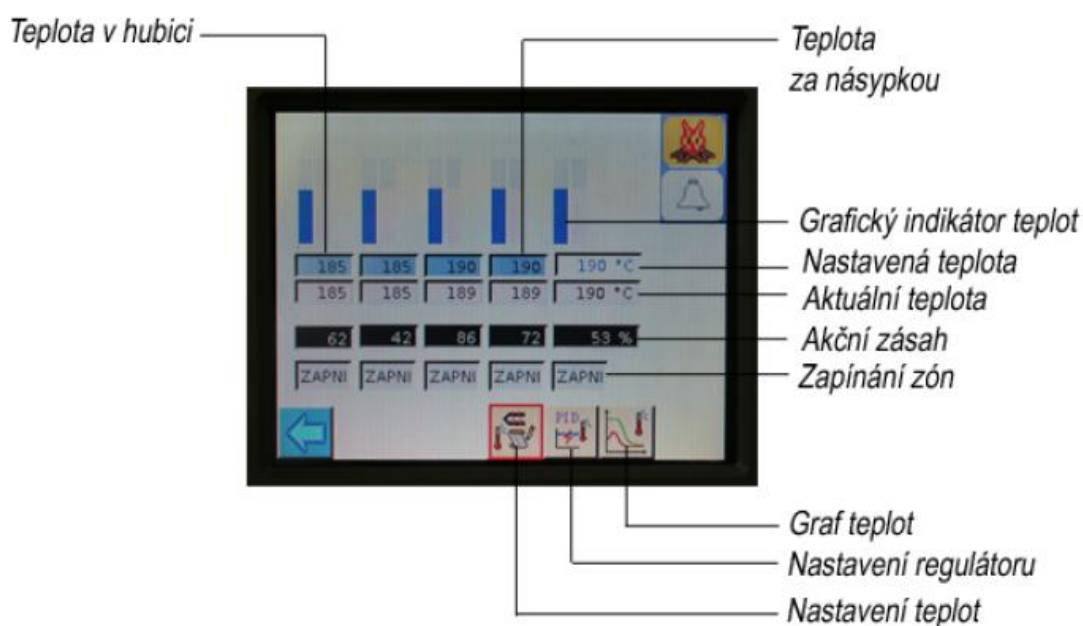 Teplota v hubici
Teplota
za násypkou
Grafický indikátor teplot
185 185 190 190 190 °C
Nastavená teplota
185 185 189 189 190 °C
Aktuální teplota
62 42 86 72 53 %
Akční zásah
ZAPNI ZAPNI ZAPNI ZAPNI ZAPNI
Zapínání zón
PID
Graf teplot
Nastavení regulátoru
Nastavení teplot